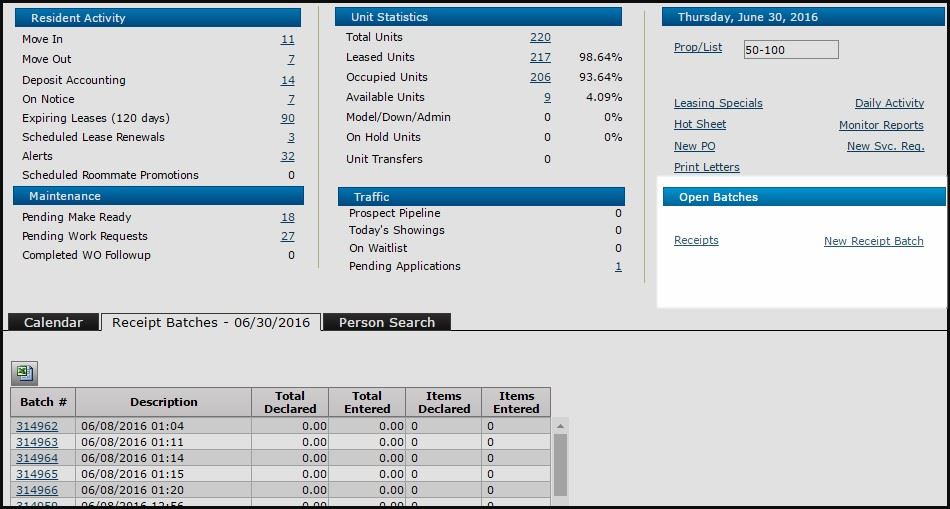 Resident Activity
Move In 11
Move Out 7
Deposit Accounting 14
On Notice 7
Expiring Leases (120 days) 90
Scheduled Lease Renewals 3
Alerts 32
Scheduled Roommate Promotions 0
Maintenance
Pending Make Ready 18
Pending Work Requests 27
Completed WO Followup 0
Unit Statistics
Total Units 220
Leased Units 217 98.64%
Occupied Units 206 93.64%
Available Units 9 4.09%
Model/Down/Admin 0 0%
On Hold Units 0 0%
Unit Transfers 0
Traffic
Prospect Pipeline 0
Today's Showings 0
On Waitlist 0
Pending Applications 1
Thursday, June 30, 2016
Prop/List 50-100
Leasing Specials Daily Activity
Hot Sheet Monitor Reports
New PO New Svc. Req.
Print Letters
Open Batches
Receipts New Receipt Batch
Calendar Receipt Batches - 06/30/2016 Person Search
Batch # Description Total Declared Total Entered Items Declared Items Entered
314962 06/08/2016 01:04 0.00 0.00 0 0
314963 06/08/2016 01:11 0.00 0.00 0 0
314964 06/08/2016 01:14 0.00 0.00 0 0
314965 06/08/2016 01:15 0.00 0.00 0 0
314966 06/08/2016 01:20 0.00 0.00 0 0
314959 06/08/2016 12:56 0.00 0.00 0 0